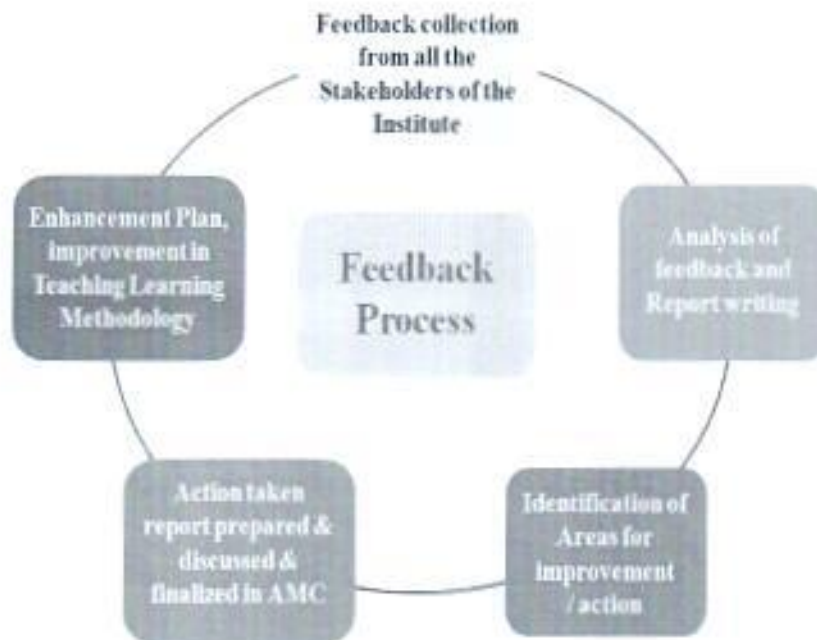 Feedback collection
from all the
Stakeholders of the
Institute
Analysis of
feedback and
Report writing
Identification of
Areas for
improvement
/ action
Action taken
report prepared &
discussed &
finalized in AMC
Enhancement Plan,
improvement in
Teaching Learning
Methodology
Feedback
Process